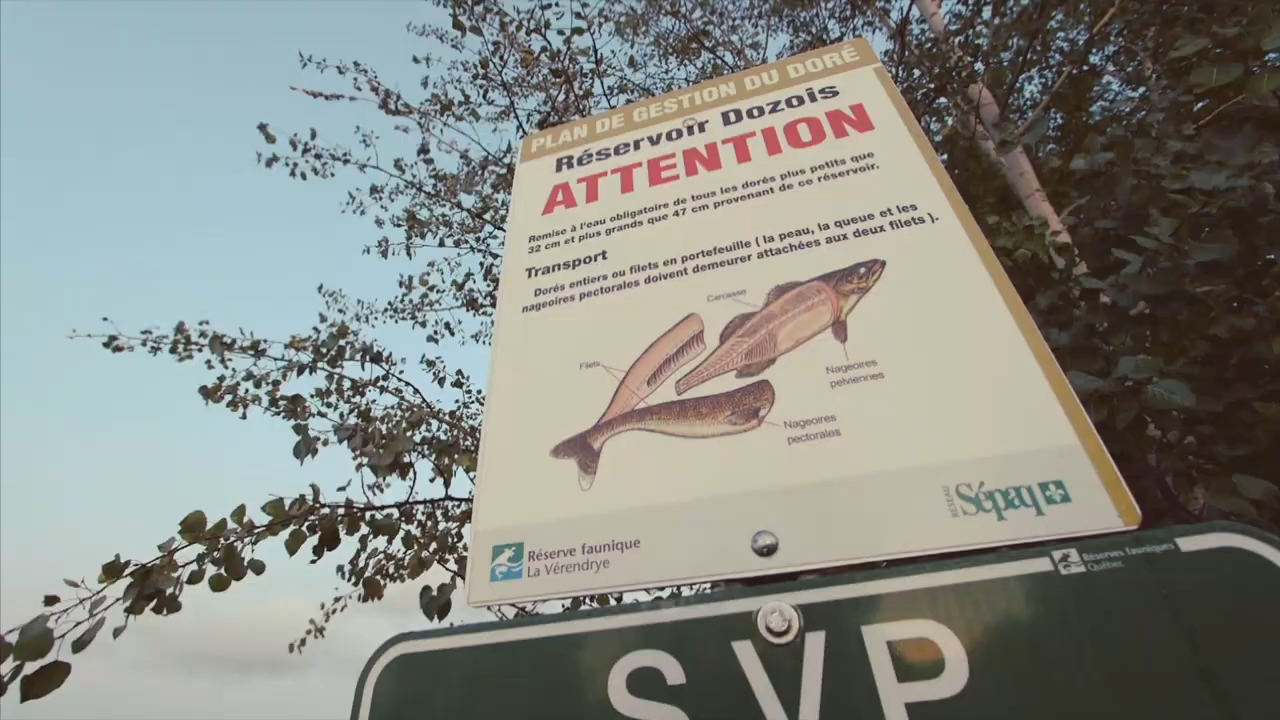 PLAN DE GESTION DU DORÉ
Réservoir Dozois
ATTENTION
Remise à l'eau obligatoire de tous les dorés plus petits que
32 cm et plus grands que 47 cm provenant de ce réservoir.
Transport
Dorés entiers ou filets en portefeuille ( la peau, la queue et les
nageoires pectorales doivent demeurer attachées aux deux filets ).
Carcasse
Filets
Nageoires
pelviennes
Nageoires
pectorales
RÉSEAU
Sépaq
Réserve faunique
La Vérendrye
Réserves fauniques
Québec
SVP